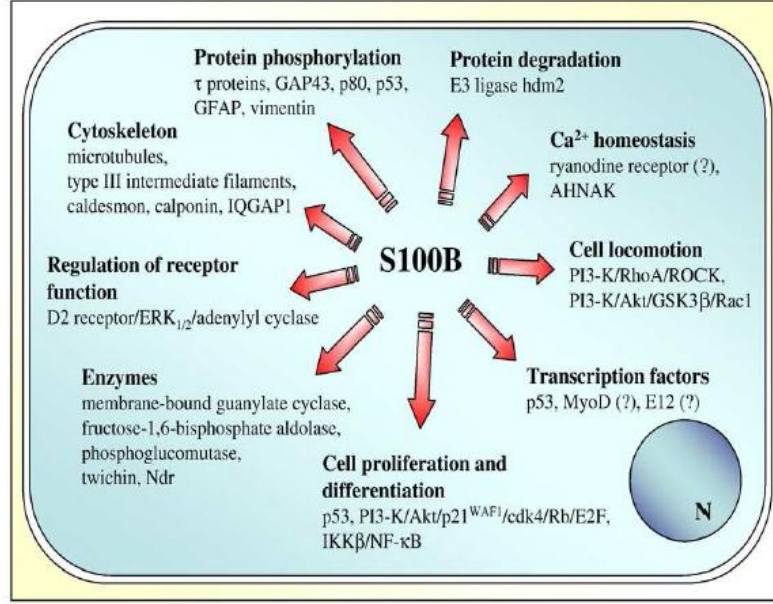 Protein phosphorylation
τ proteins, GAP43, p80, p53,
GFAP, vimentin
Protein degradation
E3 ligase hdm2
Cytoskeleton
microtubules,
type III intermediate filaments,
caldesmon, calponin, IQGAP1
Ca²⁺ homeostasis
ryanodine receptor (?),
AHNAK
S100B
Regulation of receptor
function
D2 receptor/ERK₁/₂/adenylyl cyclase
Cell locomotion
PI3-K/RhoA/ROCK,
PI3-K/Akt/GSK3β/Rac1
Enzymes
membrane-bound guanylate cyclase,
fructose-1,6-bisphosphate aldolase,
phosphoglucomutase,
twichin, Ndr
Transcription factors
p53, MyoD (?), E12 (?)
Cell proliferation and
differentiation
p53, PI3-K/Akt/p21ᵂᴬᶠ¹/cdk4/Rb/E2F,
IKKβ/NF-κB
N